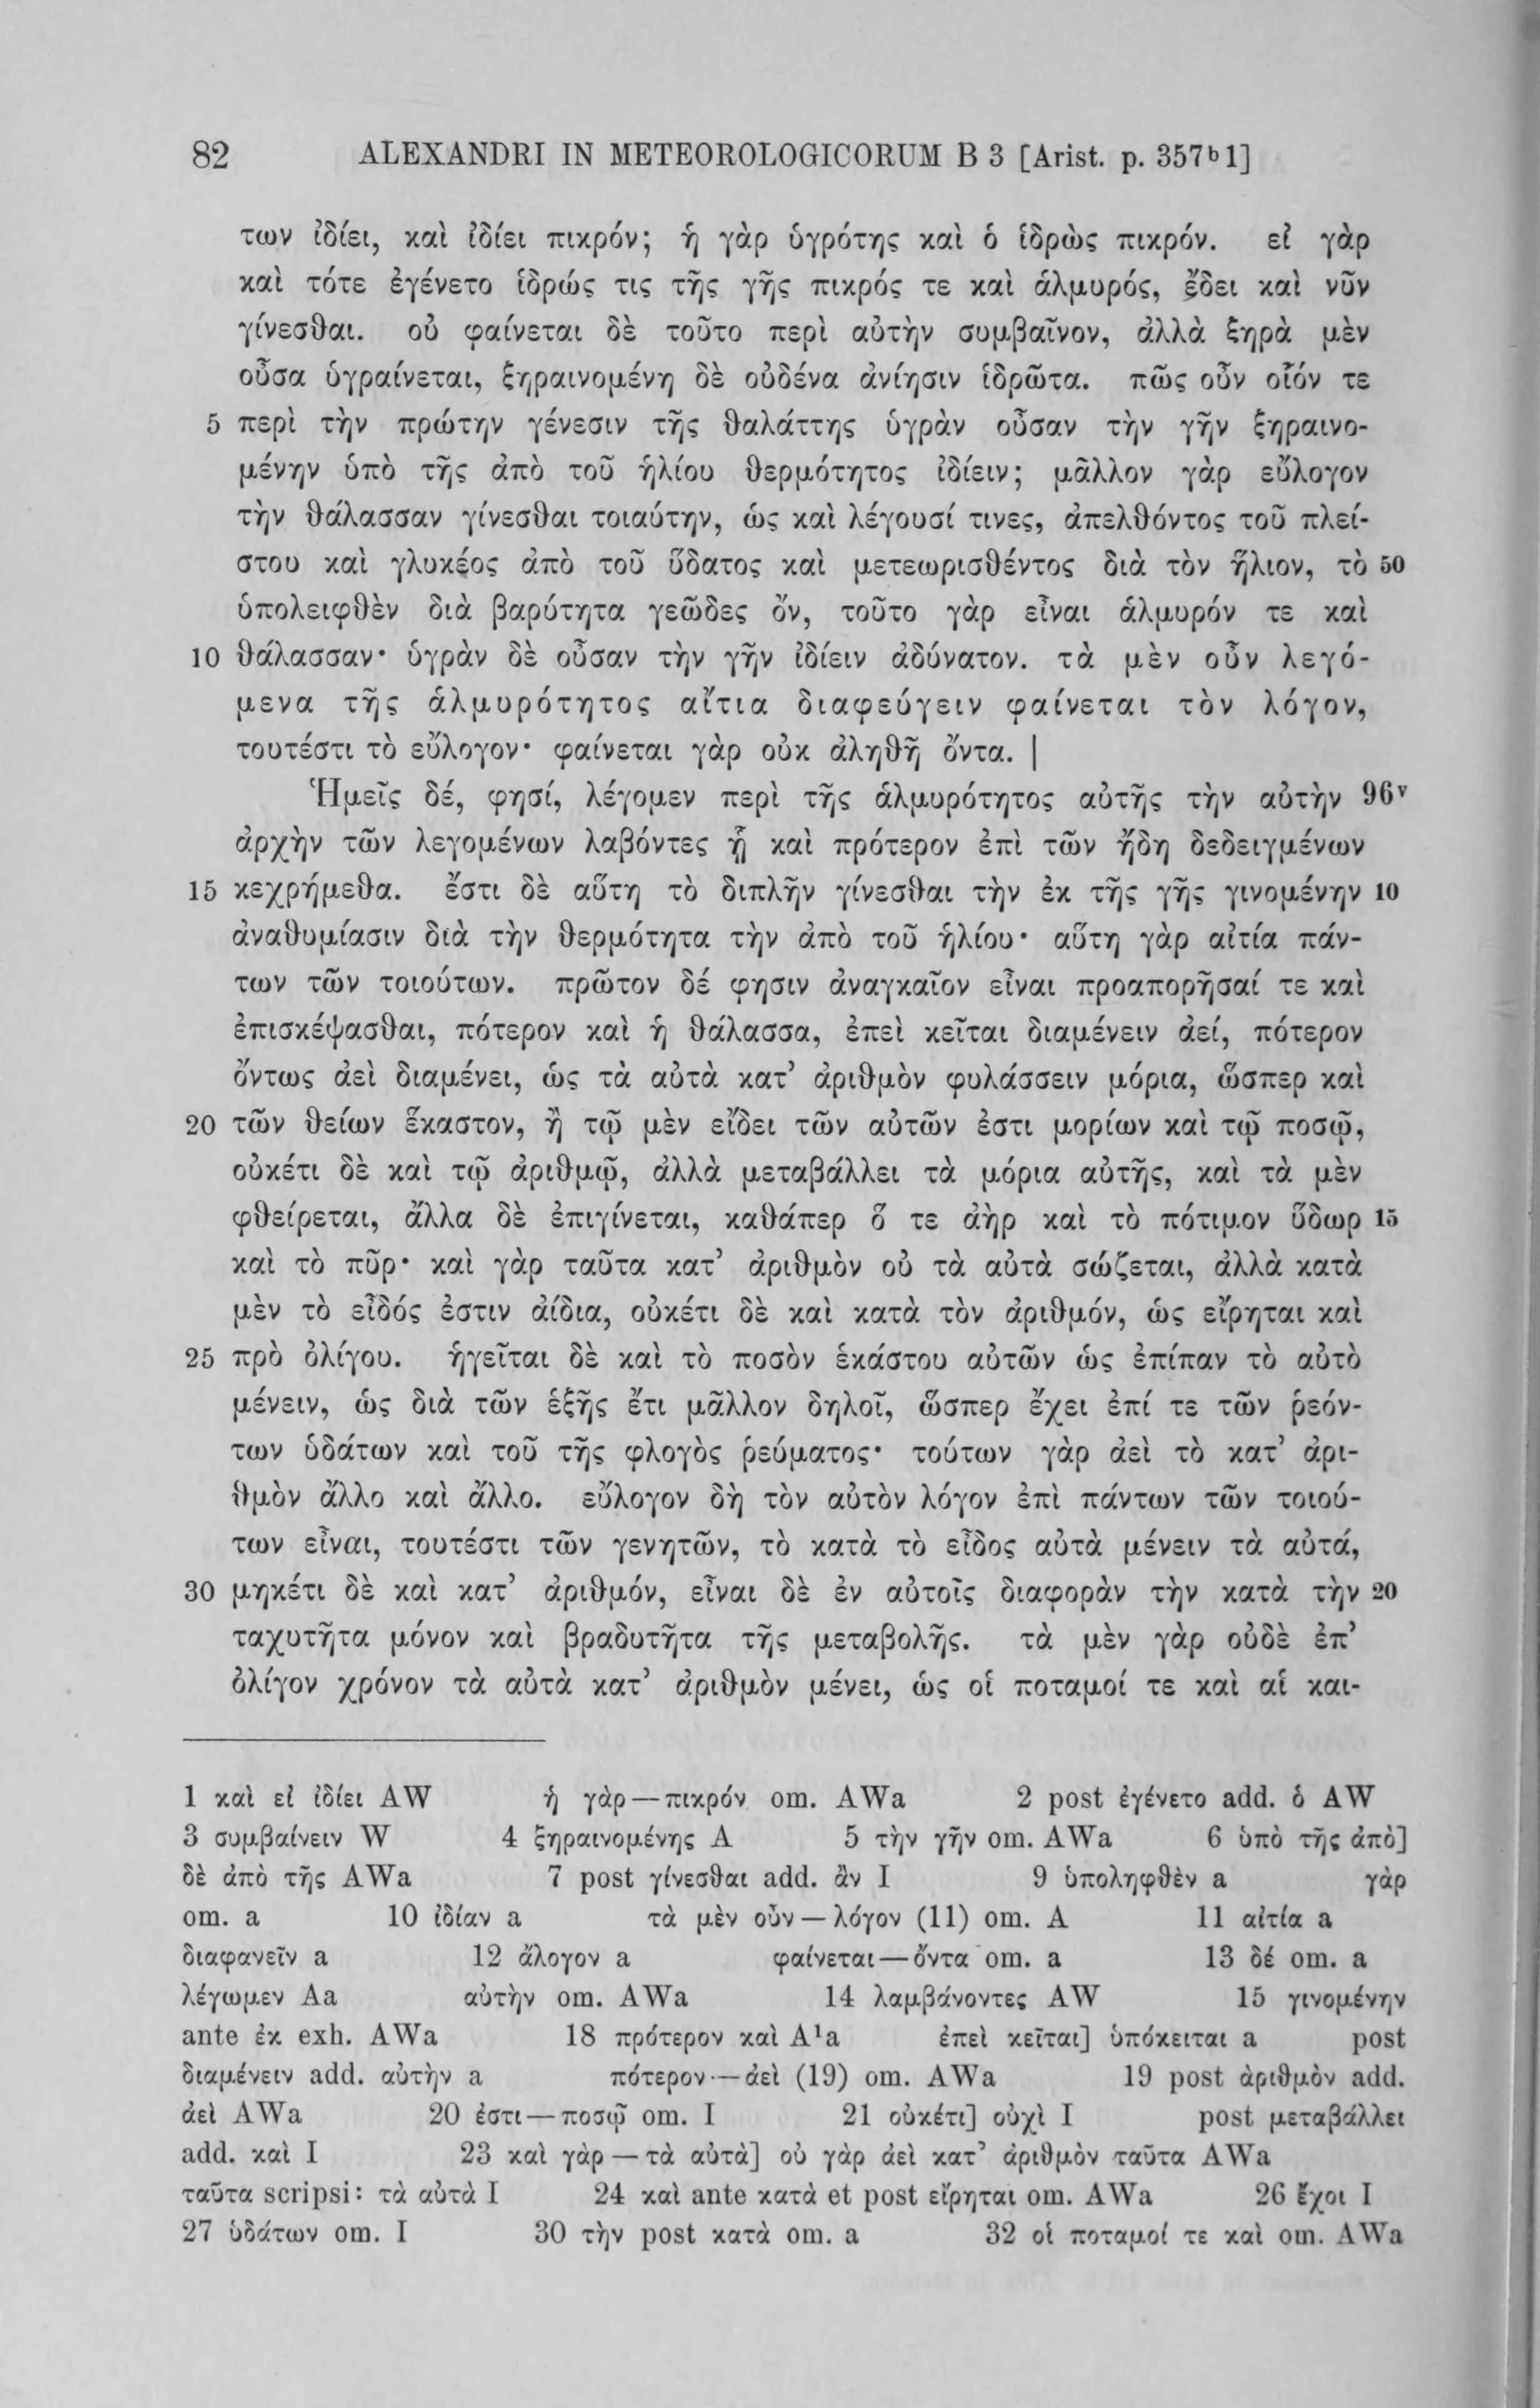 82 ALEXANDRI IN METEOROLOGICORUM B 3 [Arist. p. 357b1]
των ἰδίει, καὶ ἰδίει πικρόν; ἡ γὰρ ὑγρότης καὶ ὁ ἱδρὼς πικρόν. εἰ γὰρ
καὶ τότε ἐγένετο ἱδρώς τις τῆς γῆς πικρός τε καὶ ἁλμυρός, ἔδει καὶ νῦν
γίνεσθαι. οὐ φαίνεται δὲ τοῦτο περὶ αὐτὴν συμβαῖνον, ἀλλὰ ξηρὰ μὲν
οὖσα ὑγραίνεται, ξηραινομένη δὲ οὐδένα ἀνίησιν ἱδρῶτα. πῶς οὖν οἷόν τε
5 περὶ τὴν πρώτην γένεσιν τῆς θαλάττης ὑγρὰν οὖσαν τὴν γῆν ξηραινο-
μένην ὑπὸ τῆς ἀπὸ τοῦ ἡλίου θερμότητος ἰδίειν; μᾶλλον γὰρ εὔλογον
τὴν θάλασσαν γίνεσθαι τοιαύτην, ὡς καὶ λέγουσί τινες, ἀπελθόντος τοῦ πλεί-
στου καὶ γλυκέος ἀπὸ τοῦ ὕδατος καὶ μετεωρισθέντος διὰ τὸν ἥλιον, τὸ 50
ὑπολειφθὲν διὰ βαρύτητα γεῶδες ὄν, τοῦτο γὰρ εἶναι ἁλμυρόν τε καὶ
10 θάλασσαν· ὑγρὰν δὲ οὖσαν τὴν γῆν ἰδίειν ἀδύνατον. τὰ μὲν οὖν λεγό-
μενα τῆς ἁλμυρότητος αἴτια διαφεύγειν φαίνεται τὸν λόγον,
τουτέστι τὸ εὔλογον· φαίνεται γὰρ οὐκ ἀληθῆ ὄντα. |
Ἡμεῖς δέ, φησί, λέγομεν περὶ τῆς ἁλμυρότητος αὐτῆς τὴν αὐτὴν 96v
ἀρχὴν τῶν λεγομένων λαβόντες ᾗ καὶ πρότερον ἐπὶ τῶν ἤδη δεδειγμένων
15 κεχρήμεθα. ἔστι δὲ αὕτη τὸ διπλῆν γίνεσθαι τὴν ἐκ τῆς γῆς γινομένην 10
ἀναθυμίασιν διὰ τὴν θερμότητα τὴν ἀπὸ τοῦ ἡλίου· αὕτη γὰρ αἰτία πάν-
των τῶν τοιούτων. πρῶτον δέ φησιν ἀναγκαῖον εἶναι προαπορῆσαί τε καὶ
ἐπισκέψασθαι, πότερον καὶ ἡ θάλασσα, ἐπεὶ κεῖται διαμένειν ἀεί, πότερον
ὄντως ἀεὶ διαμένει, ὡς τὰ αὐτὰ κατ’ ἀριθμὸν φυλάσσειν μόρια, ὥσπερ καὶ
20 τῶν θείων ἕκαστον, ἢ τῷ μὲν εἴδει τῶν αὐτῶν ἐστι μορίων καὶ τῷ ποσῷ,
οὐκέτι δὲ καὶ τῷ ἀριθμῷ, ἀλλὰ μεταβάλλει τὰ μόρια αὐτῆς, καὶ τὰ μὲν
φθείρεται, ἄλλα δὲ ἐπιγίνεται, καθάπερ ὅ τε ἀὴρ καὶ τὸ πότιμον ὕδωρ 15
καὶ τὸ πῦρ· καὶ γὰρ ταῦτα κατ’ ἀριθμὸν οὐ τὰ αὐτὰ σώζεται, ἀλλὰ κατὰ
μὲν τὸ εἶδός ἐστιν ἀίδια, οὐκέτι δὲ καὶ κατὰ τὸν ἀριθμόν, ὡς εἴρηται καὶ
25 πρὸ ὀλίγου. ἡγεῖται δὲ καὶ τὸ ποσὸν ἑκάστου αὐτῶν ὡς ἐπίπαν τὸ αὐτὸ
μένειν, ὡς διὰ τῶν ἑξῆς ἔτι μᾶλλον δηλοῖ, ὥσπερ ἔχει ἐπί τε τῶν ῥεόν-
των ὑδάτων καὶ τοῦ τῆς φλογὸς ῥεύματος· τούτων γὰρ ἀεὶ τὸ κατ’ ἀρι-
θμὸν ἄλλο καὶ ἄλλο. εὔλογον δὴ τὸν αὐτὸν λόγον ἐπὶ πάντων τῶν τοιού-
των εἶναι, τουτέστι τῶν γενητῶν, τὸ κατὰ τὸ εἶδος αὐτὰ μένειν τὰ αὐτά,
30 μηκέτι δὲ καὶ κατ’ ἀριθμόν, εἶναι δὲ ἐν αὐτοῖς διαφορὰν τὴν κατὰ τὴν 20
ταχυτῆτα μόνον καὶ βραδυτῆτα τῆς μεταβολῆς. τὰ μὲν γὰρ οὐδὲ ἐπ’
ὀλίγον χρόνον τὰ αὐτὰ κατ’ ἀριθμὸν μένει, ὡς οἱ ποταμοί τε καὶ αἱ και-
1 καὶ εἰ ἰδίει AW ἡ γὰρ — πικρόν om. AWa 2 post ἐγένετο add. ὁ AW
3 συμβαίνειν W 4 ξηραινομένης A 5 τὴν γῆν om. AWa 6 ὑπὸ τῆς ἀπὸ]
δὲ ἀπὸ τῆς AWa 7 post γίνεσθαι add. ἂν I 9 ὑποληφθὲν a γὰρ
om. a 10 ἰδίαν a τὰ μὲν οὖν — λόγον (11) om. A 11 αἰτία a
διαφανεῖν a 12 ἄλογον a φαίνεται — ὄντα om. a 13 δέ om. a
λέγωμεν Aa αὐτὴν om. AWa 14 λαμβάνοντες AW 15 γινομένην
ante ἐκ exh. AWa 18 πρότερον καὶ A¹a ἐπεὶ κεῖται] ὑπόκειται a post
διαμένειν add. αὐτὴν a πότερον — ἀεὶ (19) om. AWa 19 post ἀριθμὸν add.
ἀεὶ AWa 20 ἐστι — ποσῷ om. I 21 οὐκέτι] οὐχὶ I post μεταβάλλει
add. καὶ I 23 καὶ γὰρ — τὰ αὐτὰ] οὐ γὰρ ἀεὶ κατ’ ἀριθμὸν ταῦτα AWa
ταῦτα scripsi: τὰ αὐτὰ I 24 καὶ ante κατὰ et post εἴρηται om. AWa 26 ἔχοι I
27 ὑδάτων om. I 30 τὴν post κατὰ om. a 32 οἱ ποταμοί τε καὶ om. AWa